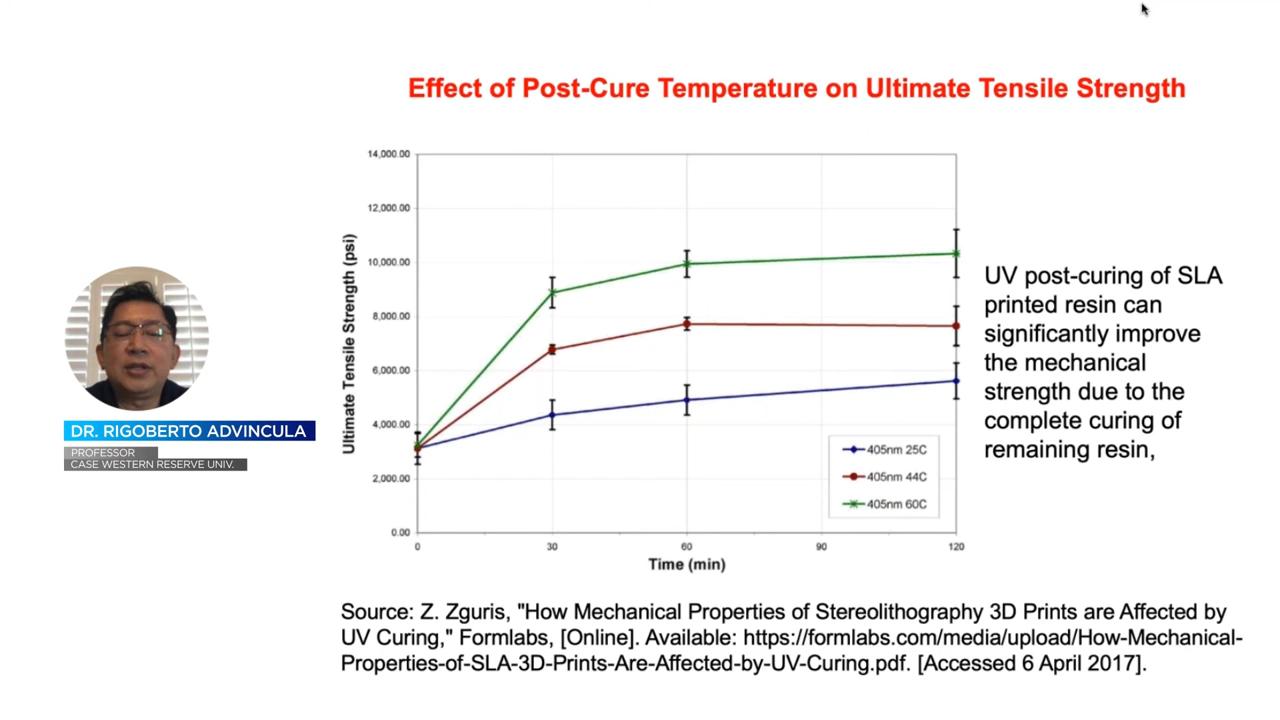 Effect of Post-Cure Temperature on Ultimate Tensile Strength
14,000.00
12,000.00
10,000.00
8,000.00
6,000.00
4,000.00
2,000.00
0.00
Ultimate Tensile Strength (psi)
0
30
60
90
120
Time (min)
405nm 25C
405nm 44C
405nm 60C
UV post-curing of SLA
printed resin can
significantly improve
the mechanical
strength due to the
complete curing of
remaining resin,
DR. RIGOBERTO ADVINCULA
PROFESSOR
CASE WESTERN RESERVE UNIV.
Source: Z. Zguris, "How Mechanical Properties of Stereolithography 3D Prints are Affected by
UV Curing," Formlabs, [Online]. Available: https://formlabs.com/media/upload/How-Mechanical-
Properties-of-SLA-3D-Prints-Are-Affected-by-UV-Curing.pdf. [Accessed 6 April 2017].